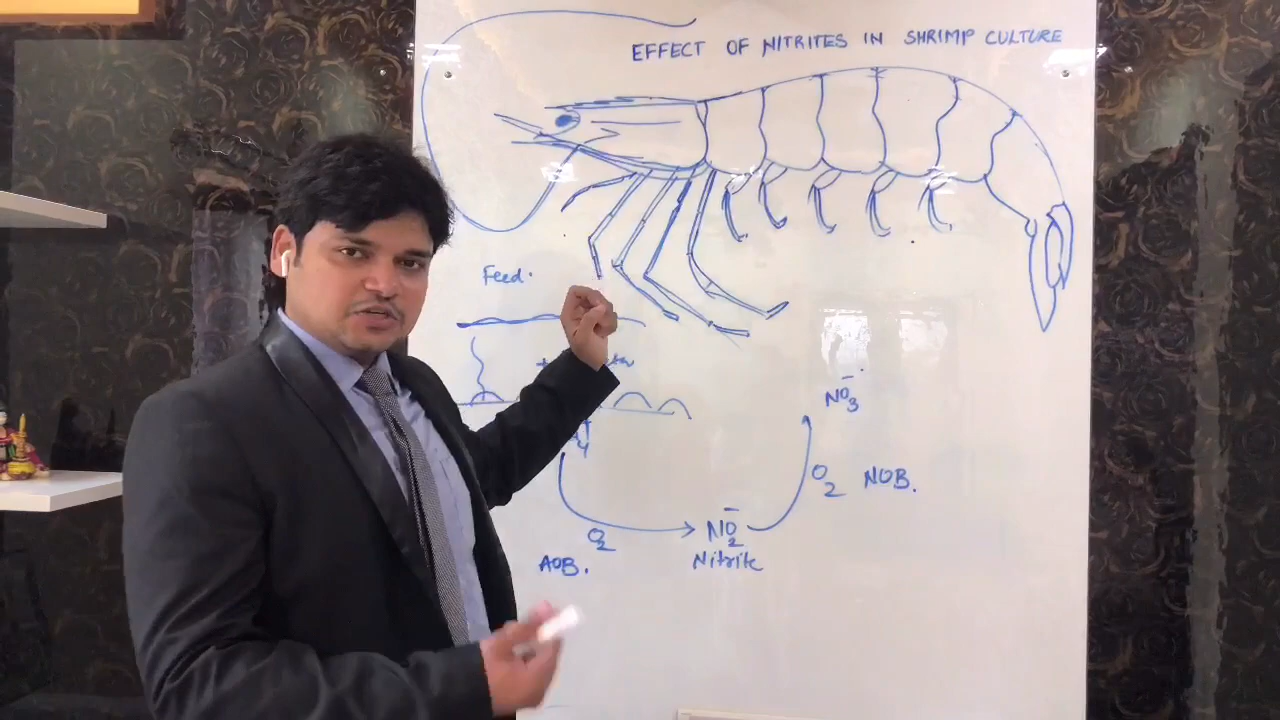 EFFECT OF NITRITES IN SHRIMP CULTURE
Feed.
NO3-
O2 NOB.
NO2-
O2
Nitrite
AOB.